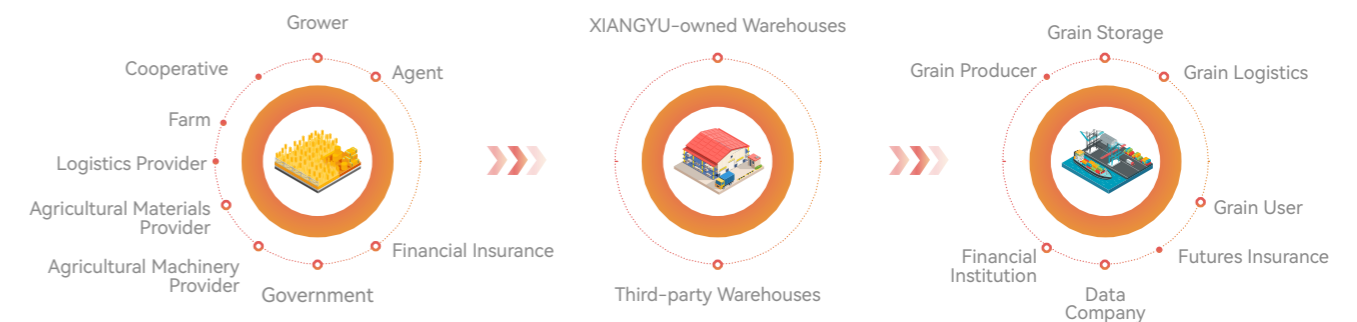 Grower
Cooperative
Agent
Farm
Logistics Provider
Agricultural Materials
Provider
Agricultural Machinery
Provider
Government
Financial Insurance
XIANGYU-owned Warehouses
Third-party Warehouses
Grain Storage
Grain Producer
Grain Logistics
Grain User
Futures Insurance
Financial
Institution
Data
Company